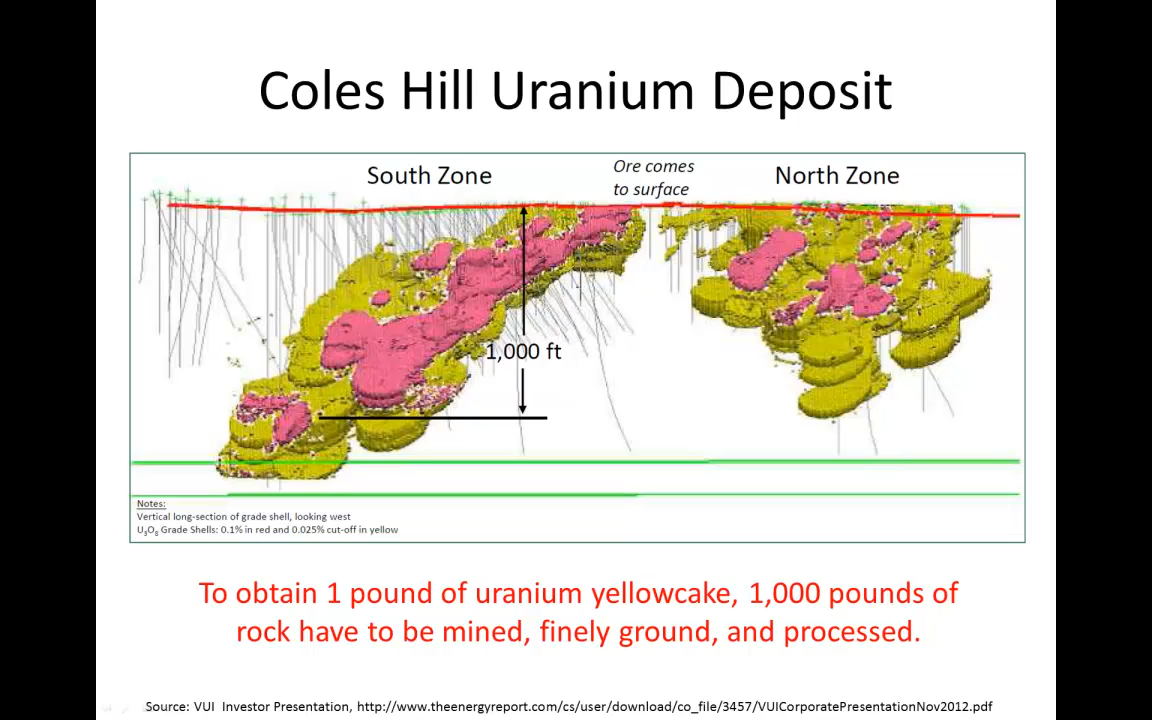 Coles Hill Uranium Deposit
South Zone
Ore comes
to surface
North Zone
1,000 ft
Notes:
Vertical long-section of grade shell, looking west
U₃O₈ Grade Shells: 0.1% in red and 0.025% cut-off in yellow
To obtain 1 pound of uranium yellowcake, 1,000 pounds of
rock have to be mined, finely ground, and processed.
Source: VUI Investor Presentation, http://www.theenergyreport.com/cs/user/download/co_file/3457/VUICorporatePresentationNov2012.pdf